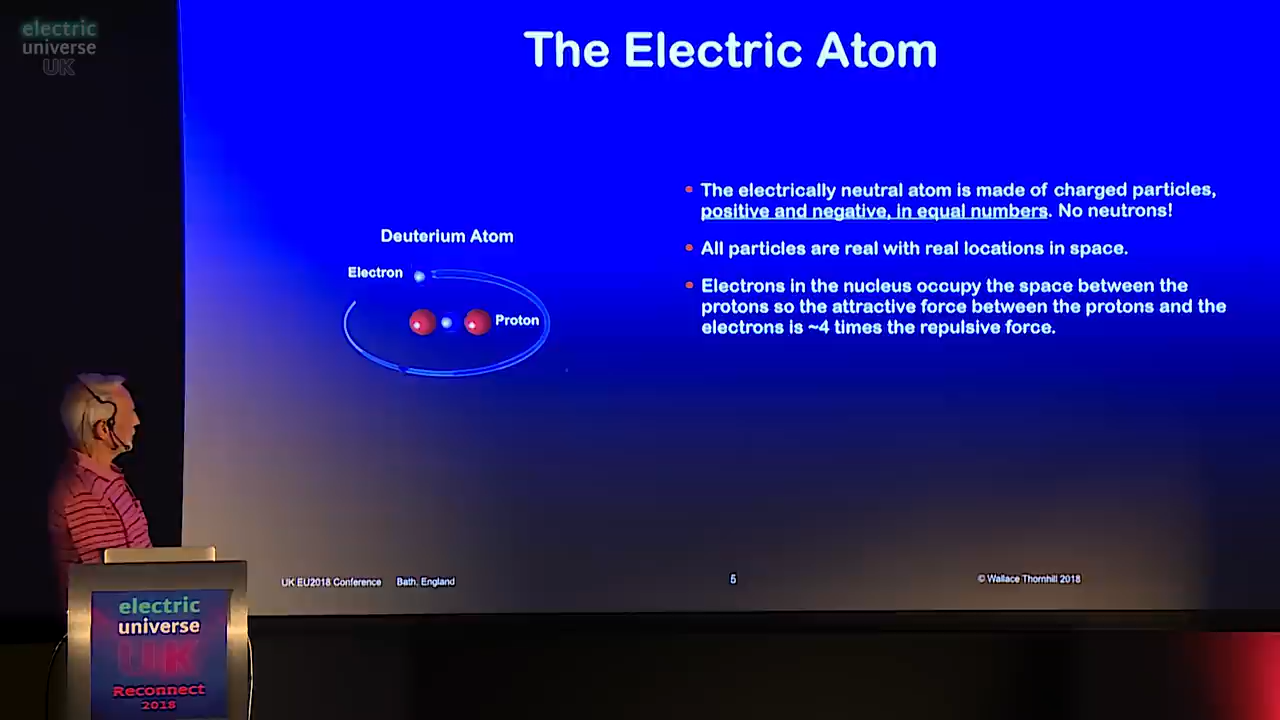 electric
universe
UK
The Electric Atom
Deuterium Atom
Electron
Proton
• The electrically neutral atom is made of charged particles,
positive and negative, in equal numbers. No neutrons!
• All particles are real with real locations in space.
• Electrons in the nucleus occupy the space between the
protons so the attractive force between the protons and the
electrons is ~4 times the repulsive force.
UK EU2018 Conference Bath, England
5
© Wallace Thornhill 2018
electric
universe
UK
Reconnect
2018